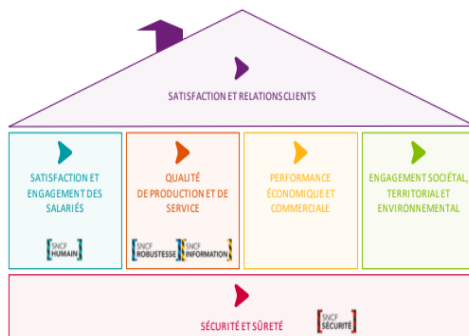 SATISFACTION ET RELATIONS CLIENTS
SATISFACTION ET
ENGAGEMENT DES
SALARIÉS
SNCF
HUMAIN
QUALITÉ
DE PRODUCTION ET DE
SERVICE
SNCF
ROBUSTESSE
SNCF
INFORMATION
PERFORMANCE
ÉCONOMIQUE ET
COMMERCIALE
ENGAGEMENT SOCIÉTAL,
TERRITORIAL ET
ENVIRONNEMENTAL
SÉCURITÉ ET SÛRETÉ
SNCF
SÉCURITÉ